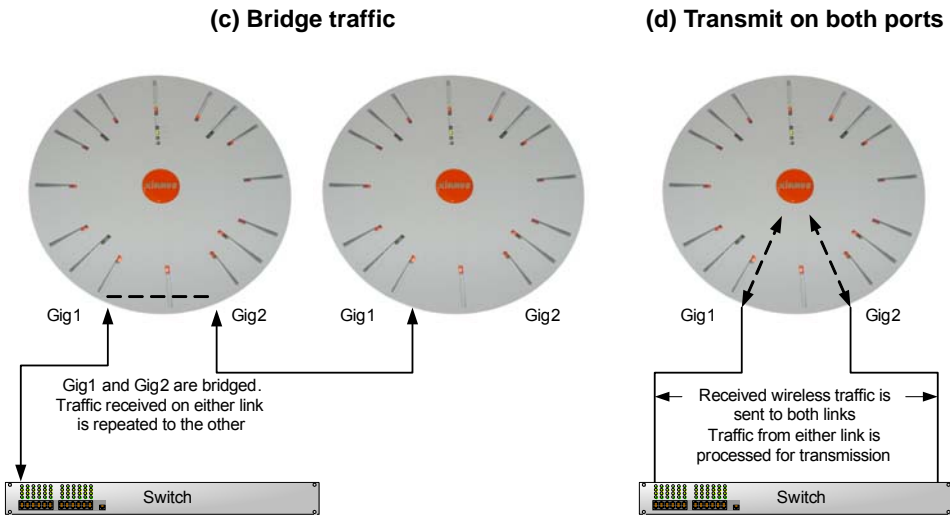 (c) Bridge traffic
(d) Transmit on both ports
Gig1
Gig2
Gig1
Gig2
Gig1 and Gig2 are bridged.
Traffic received on either link
is repeated to the other
Switch
Gig1
Gig2
Received wireless traffic is
sent to both links
Traffic from either link is
processed for transmission
Switch